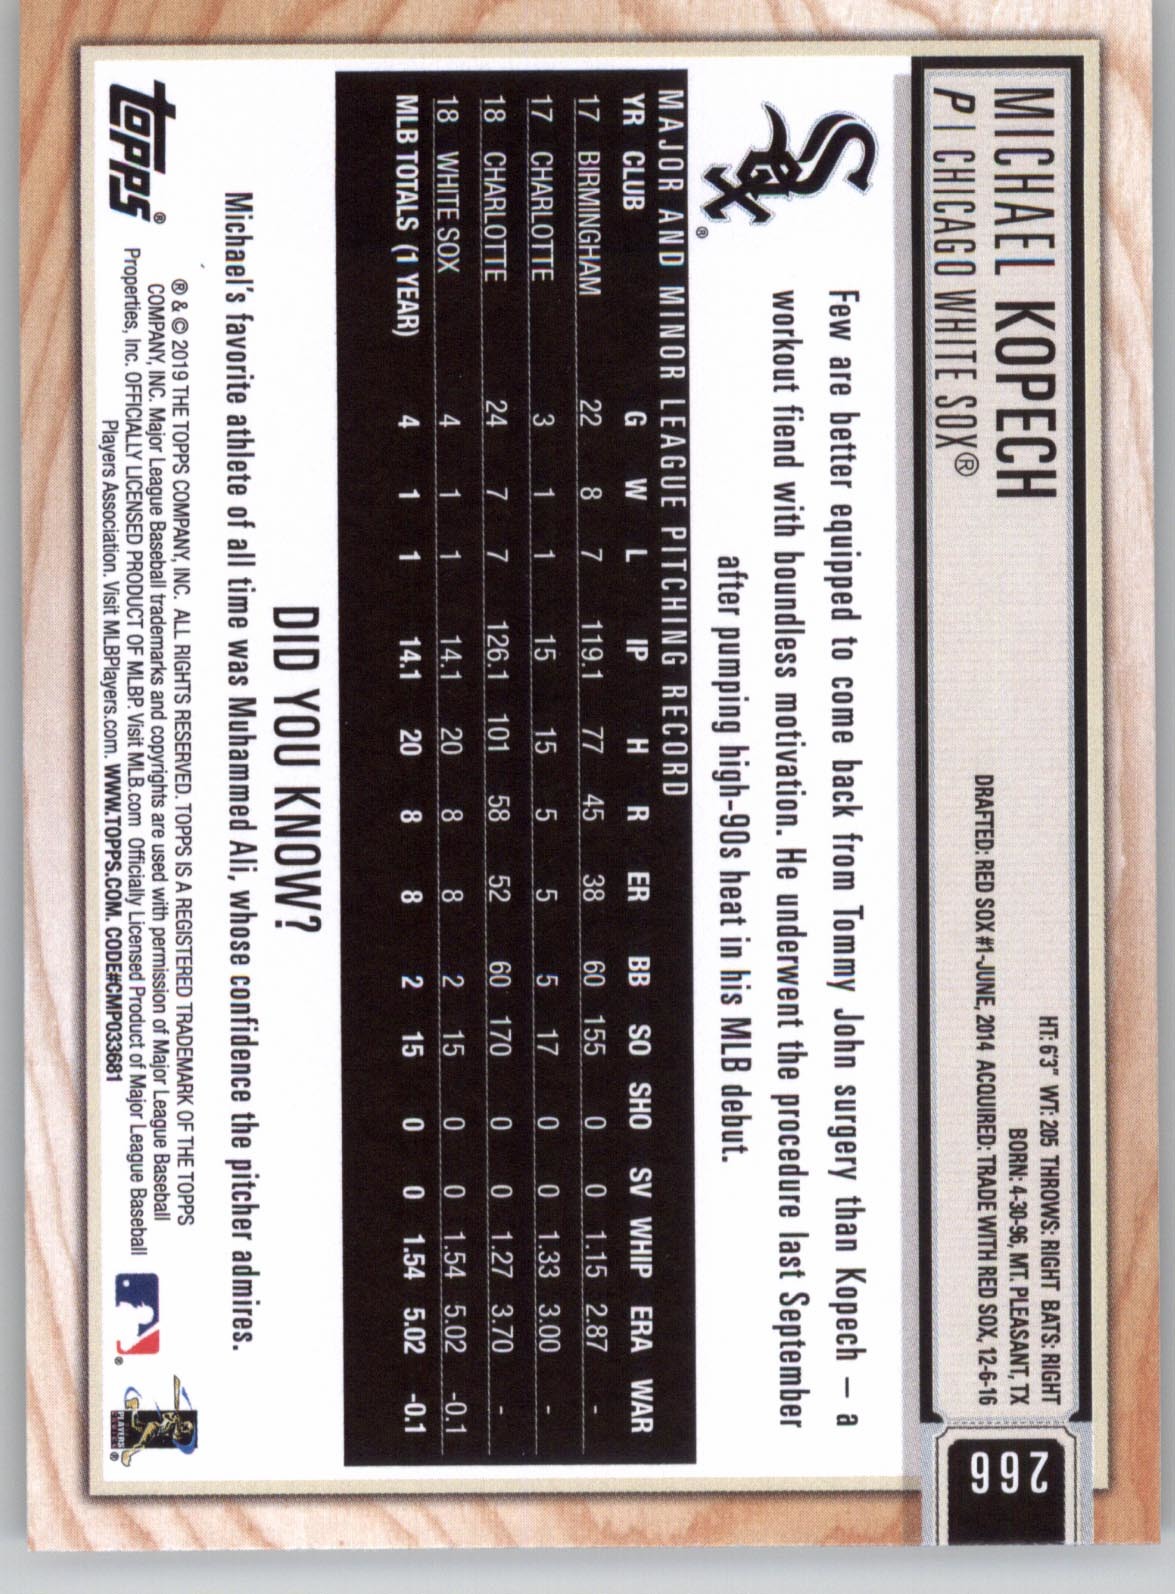 MICHAEL KOPECH
P | CHICAGO WHITE SOX®
HT: 6'3" WT: 205 THROWS: RIGHT BATS: RIGHT
BORN: 4-30-96, MT. PLEASANT, TX
DRAFTED: RED SOX #1-JUNE, 2014 ACQUIRED: TRADE WITH RED SOX, 12-6-16
266
Sox ®
Few are better equipped to come back from Tommy John surgery than Kopech – a
workout fiend with boundless motivation. He underwent the procedure last September
after pumping high-90s heat in his MLB debut.
MAJOR AND MINOR LEAGUE PITCHING RECORD
YR CLUB G W L IP H R ER BB SO SHO SV WHIP ERA WAR
17 BIRMINGHAM 22 8 7 119.1 77 45 38 60 155 0 0 1.15 2.87 -
17 CHARLOTTE 3 1 1 15 15 5 5 5 17 0 0 1.33 3.00 -
18 CHARLOTTE 24 7 7 126.1 101 58 52 60 170 0 0 1.27 3.70 -
18 WHITE SOX 4 1 1 14.1 20 8 8 2 15 0 0 1.54 5.02 -0.1
MLB TOTALS (1 YEAR) 4 1 1 14.1 20 8 8 2 15 0 0 1.54 5.02 -0.1
DID YOU KNOW?
Michael's favorite athlete of all time was Muhammed Ali, whose confidence the pitcher admires.
topps®
® & © 2019 THE TOPPS COMPANY, INC. ALL RIGHTS RESERVED. TOPPS IS A REGISTERED TRADEMARK OF THE TOPPS
COMPANY, INC. Major League Baseball trademarks and copyrights are used with permission of Major League Baseball
Properties, Inc. OFFICIALLY LICENSED PRODUCT OF MLBP. Visit MLB.com Officially Licensed Product of Major League Baseball
Players Association. Visit MLBPlayers.com. WWW.TOPPS.COM. CODE#CMP033681
®
PLAYERS
®